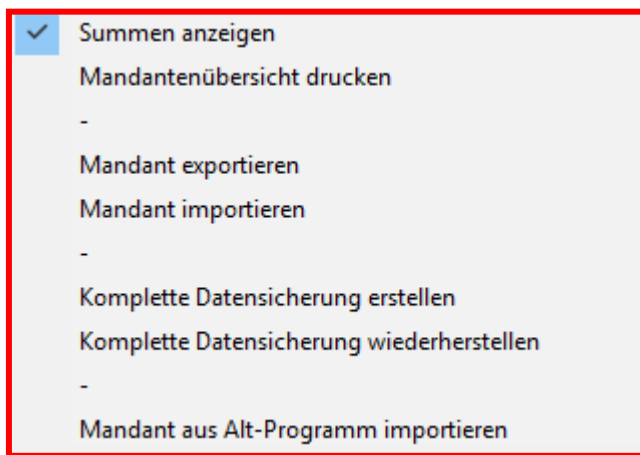 Summen anzeigen
Mandantenübersicht drucken
-
Mandant exportieren
Mandant importieren
-
Komplette Datensicherung erstellen
Komplette Datensicherung wiederherstellen
-
Mandant aus Alt-Programm importieren